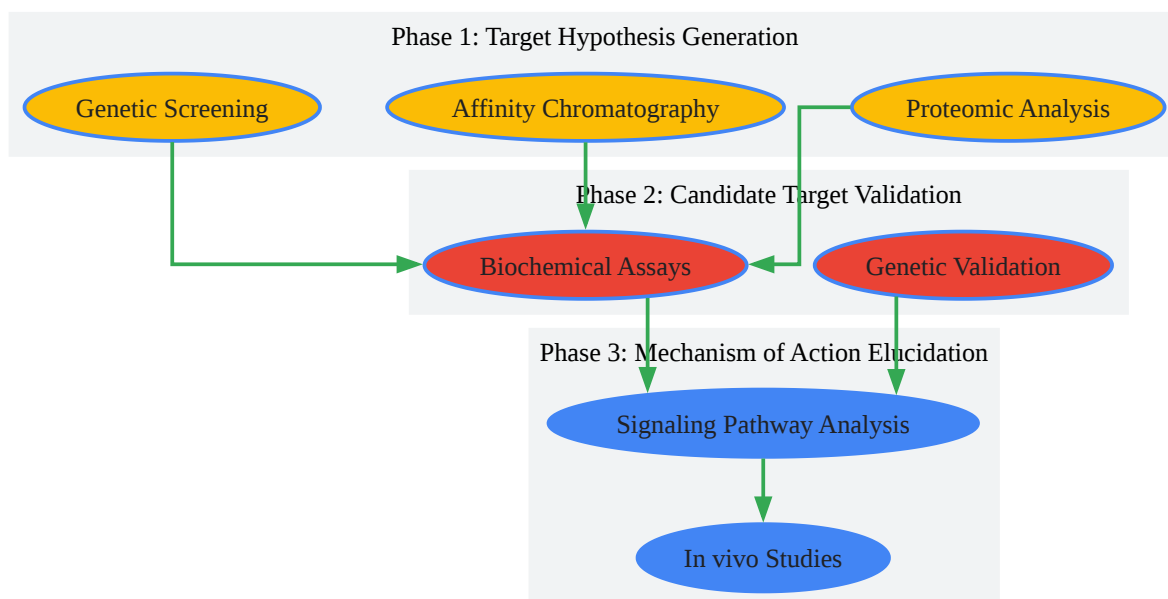 Phase 1: Target Hypothesis Generation
Genetic Screening
Affinity Chromatography
Proteomic Analysis
Phase 2: Candidate Target Validation
Biochemical Assays
Genetic Validation
Phase 3: Mechanism of Action Elucidation
Signaling Pathway Analysis
In vivo Studies